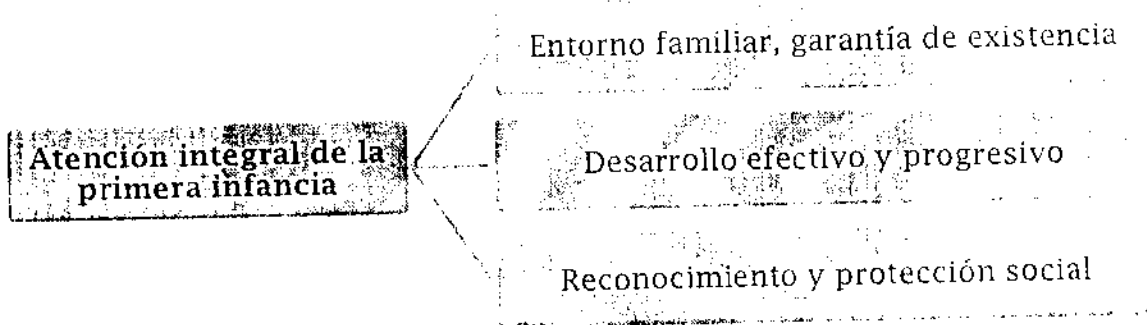 Entorno familiar, garantía de existencia
Atención integral de la
primera infancia
Desarrollo efectivo y progresivo
Reconocimiento y protección social